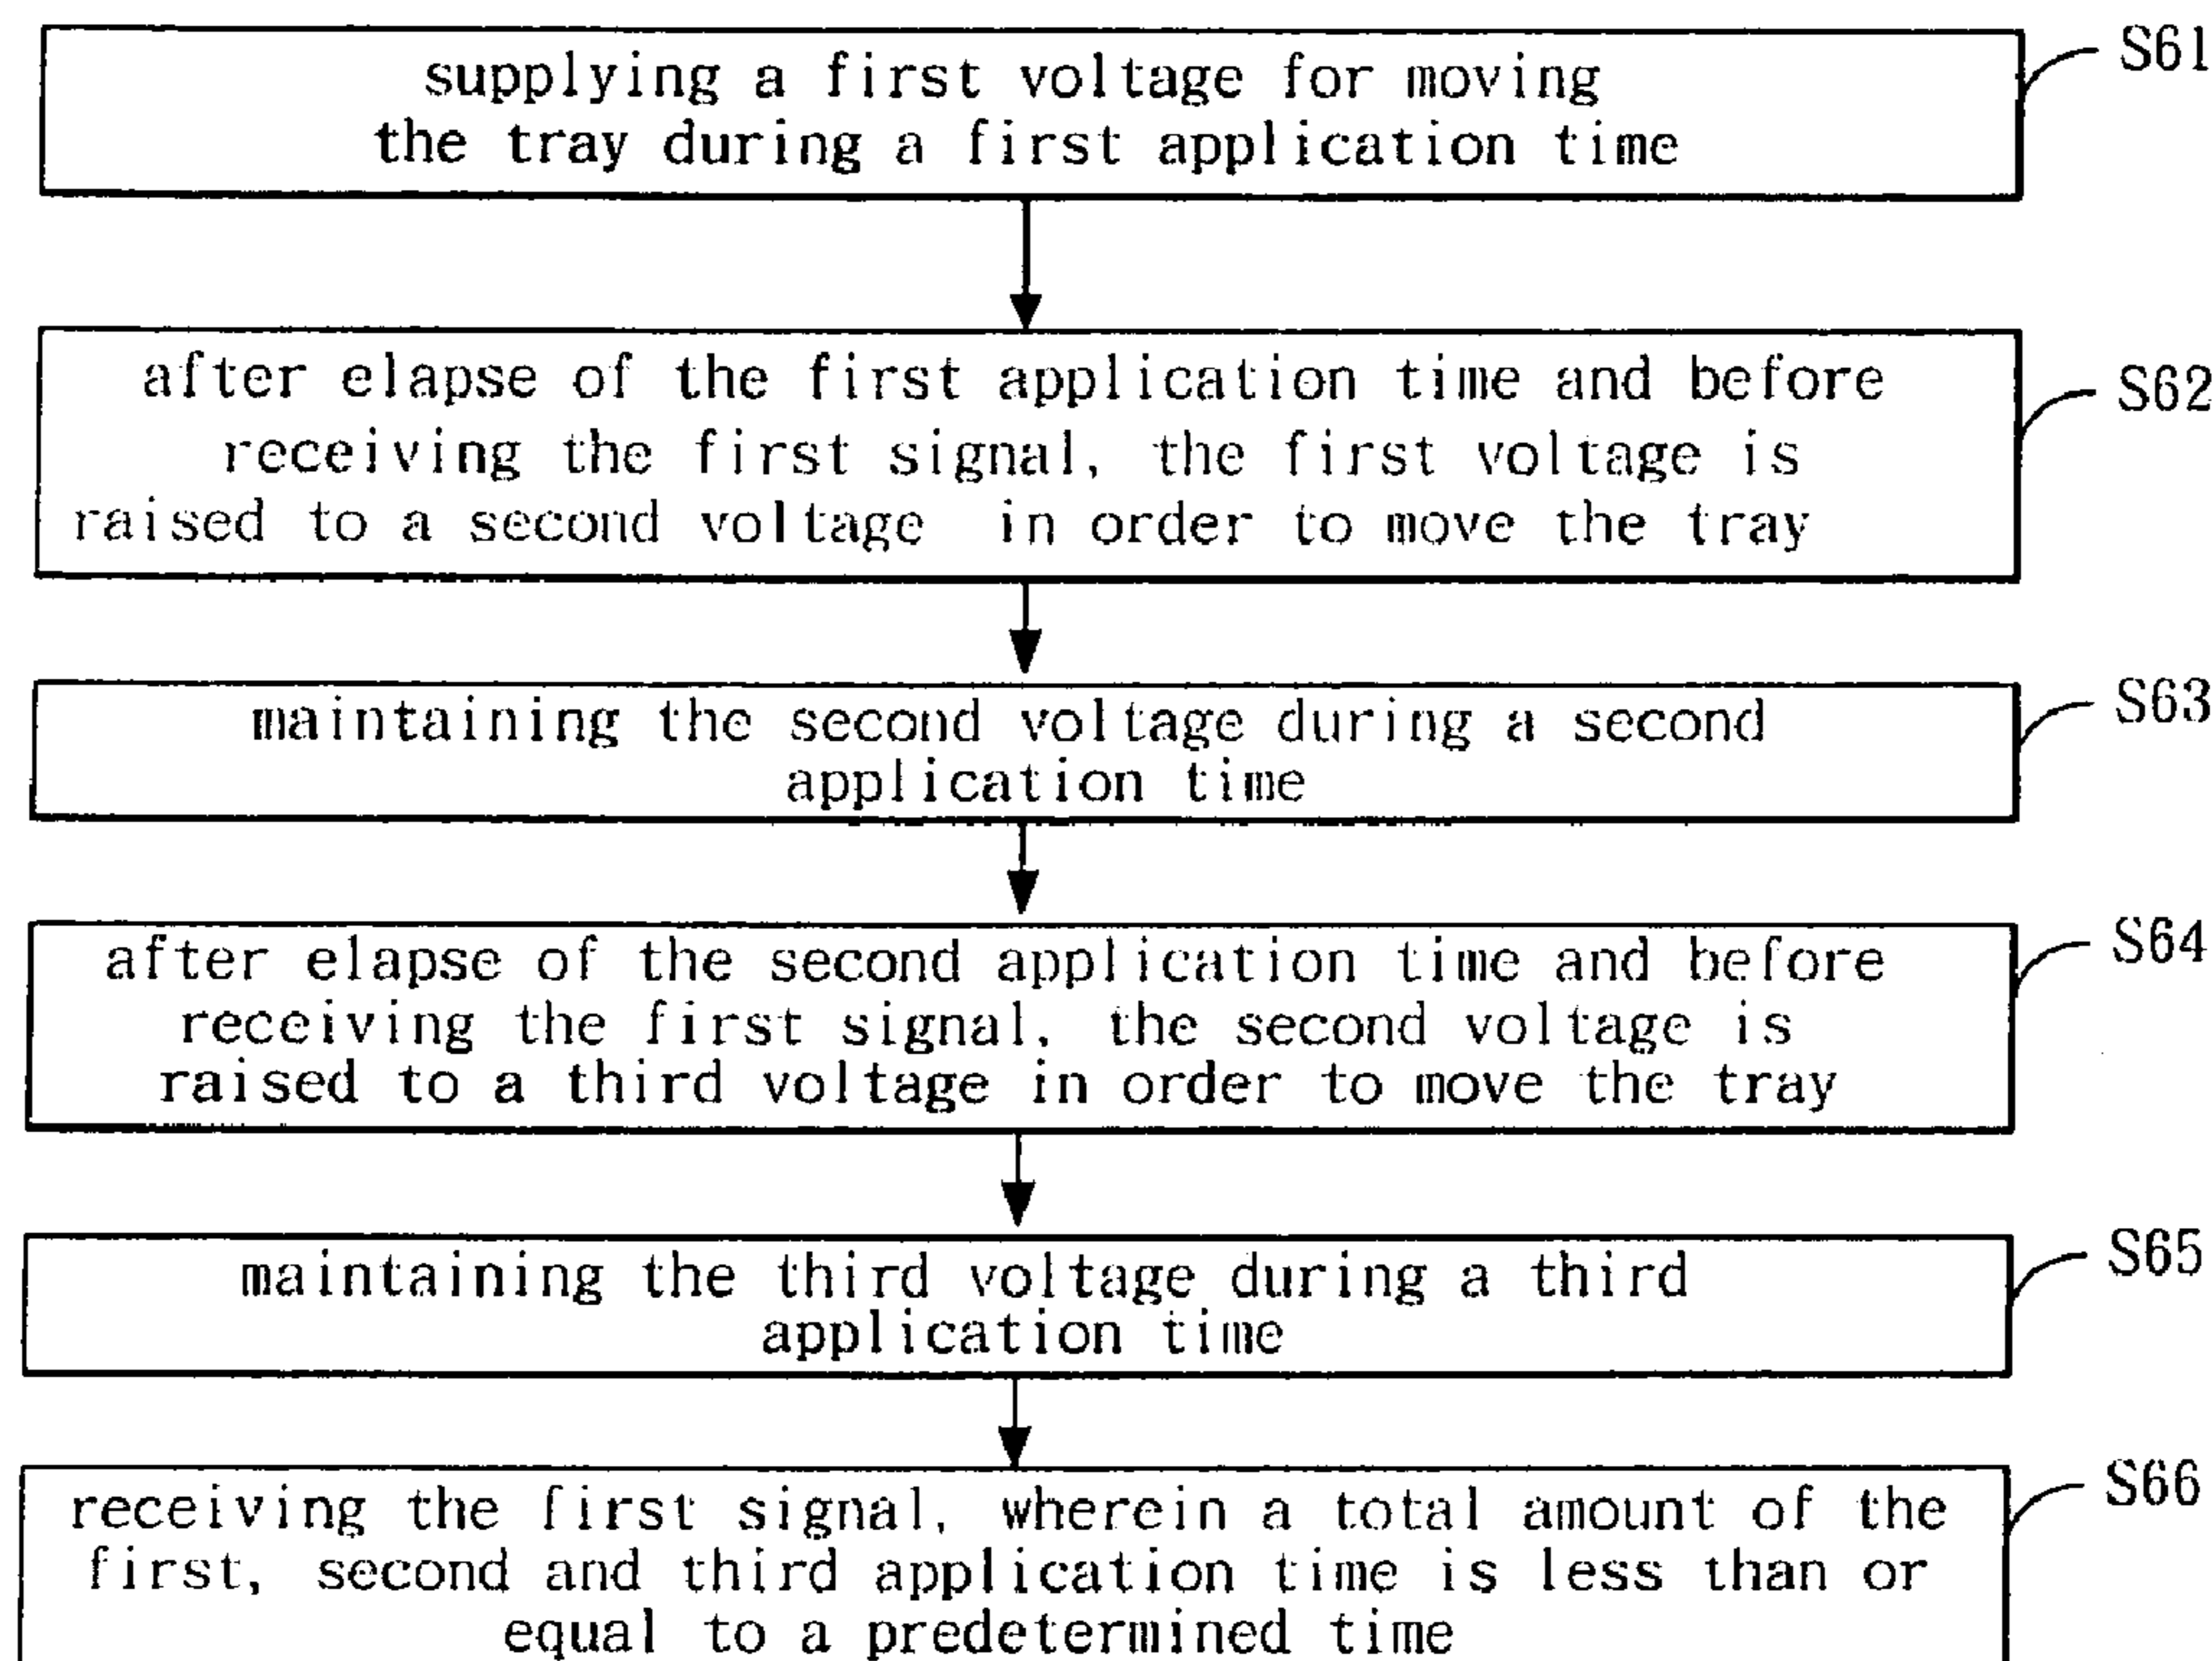 supplying a first voltage for moving
the tray during a first application time
S61
after elapse of the first application time and before
receiving the first signal, the first voltage is
raised to a second voltage in order to move the tray
S62
maintaining the second voltage during a second
application time
S63
after elapse of the second application time and before
receiving the first signal, the second voltage is
raised to a third voltage in order to move the tray
S64
maintaining the third voltage during a third
application time
S65
receiving the first signal, wherein a total amount of the
first, second and third application time is less than or
equal to a predetermined time
S66